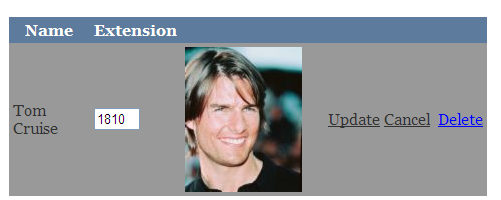 Name Extension
Tom
Cruise
1810
Update Cancel Delete